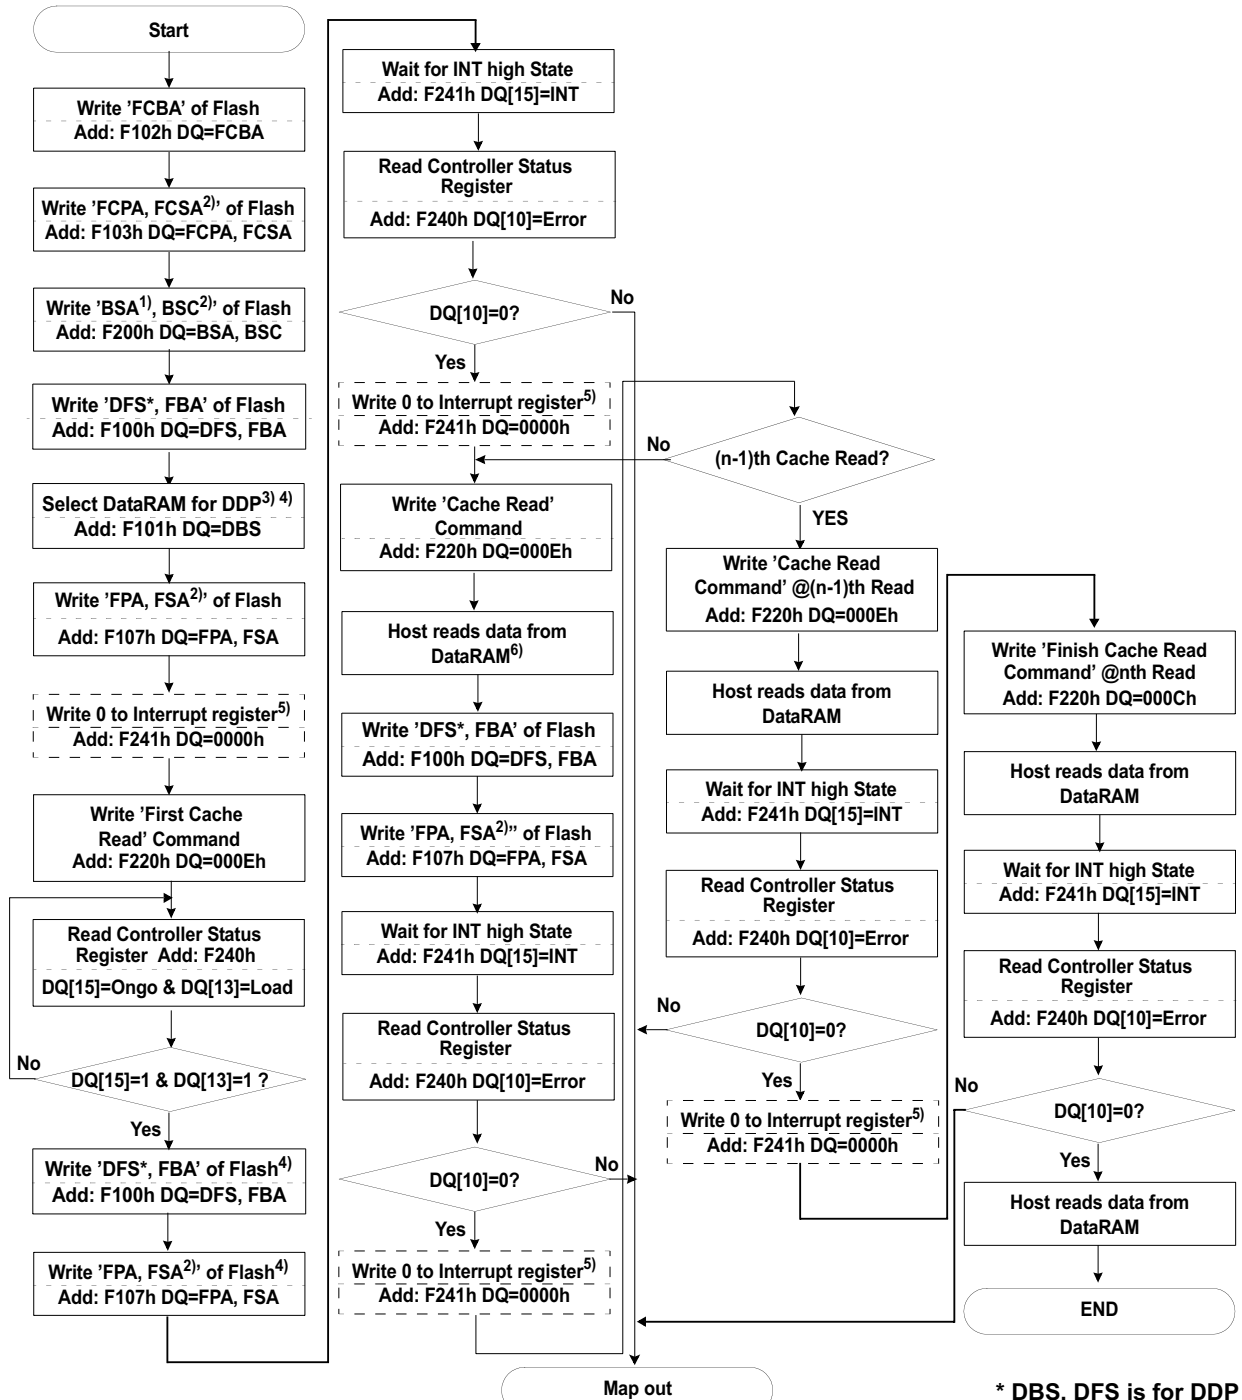 Start
Write 'FCBA' of Flash
Add: F102h DQ=FCBA
Write 'FCPA, FCSA2)' of Flash
Add: F103h DQ=FCPA, FCSA
Write 'BSA1), BSC2)' of Flash
Add: F200h DQ=BSA, BSC
Write 'DFS*, FBA' of Flash
Add: F100h DQ=DFS, FBA
Select DataRAM for DDP3) 4)
Add: F101h DQ=DBS
Write 'FPA, FSA2)' of Flash
Add: F107h DQ=FPA, FSA
Write 0 to Interrupt register5)
Add: F241h DQ=0000h
Write 'First Cache
Read' Command
Add: F220h DQ=000Eh
Read Controller Status
Register Add: F240h
DQ[15]=Ongo & DQ[13]=Load
No
DQ[15]=1 & DQ[13]=1 ?
Yes
Write 'DFS*, FBA' of Flash4)
Add: F100h DQ=DFS, FBA
Write 'FPA, FSA2)' of Flash4)
Add: F107h DQ=FPA, FSA
Wait for INT high State
Add: F241h DQ[15]=INT
Read Controller Status
Register
Add: F240h DQ[10]=Error
No
DQ[10]=0?
Yes
Write 0 to Interrupt register5)
Add: F241h DQ=0000h
Write 'Cache Read'
Command
Add: F220h DQ=000Eh
Host reads data from
DataRAM6)
Write 'DFS*, FBA' of Flash
Add: F100h DQ=DFS, FBA
Write 'FPA, FSA2)'' of Flash
Add: F107h DQ=FPA, FSA
Wait for INT high State
Add: F241h DQ[15]=INT
Read Controller Status
Register
Add: F240h DQ[10]=Error
DQ[10]=0?
No
Yes
Write 0 to Interrupt register5)
Add: F241h DQ=0000h
Map out
No
(n-1)th Cache Read?
YES
Write 'Cache Read
Command' @(n-1)th Read
Add: F220h DQ=000Eh
Host reads data from
DataRAM
Wait for INT high State
Add: F241h DQ[15]=INT
Read Controller Status
Register
Add: F240h DQ[10]=Error
No
DQ[10]=0?
Yes
Write 0 to Interrupt register5)
Add: F241h DQ=0000h
Write 'Finish Cache Read
Command' @nth Read
Add: F220h DQ=000Ch
Host reads data from
DataRAM
Wait for INT high State
Add: F241h DQ[15]=INT
Read Controller Status
Register
Add: F240h DQ[10]=Error
No
DQ[10]=0?
Yes
Host reads data from
DataRAM
END
* DBS, DFS is for DDP